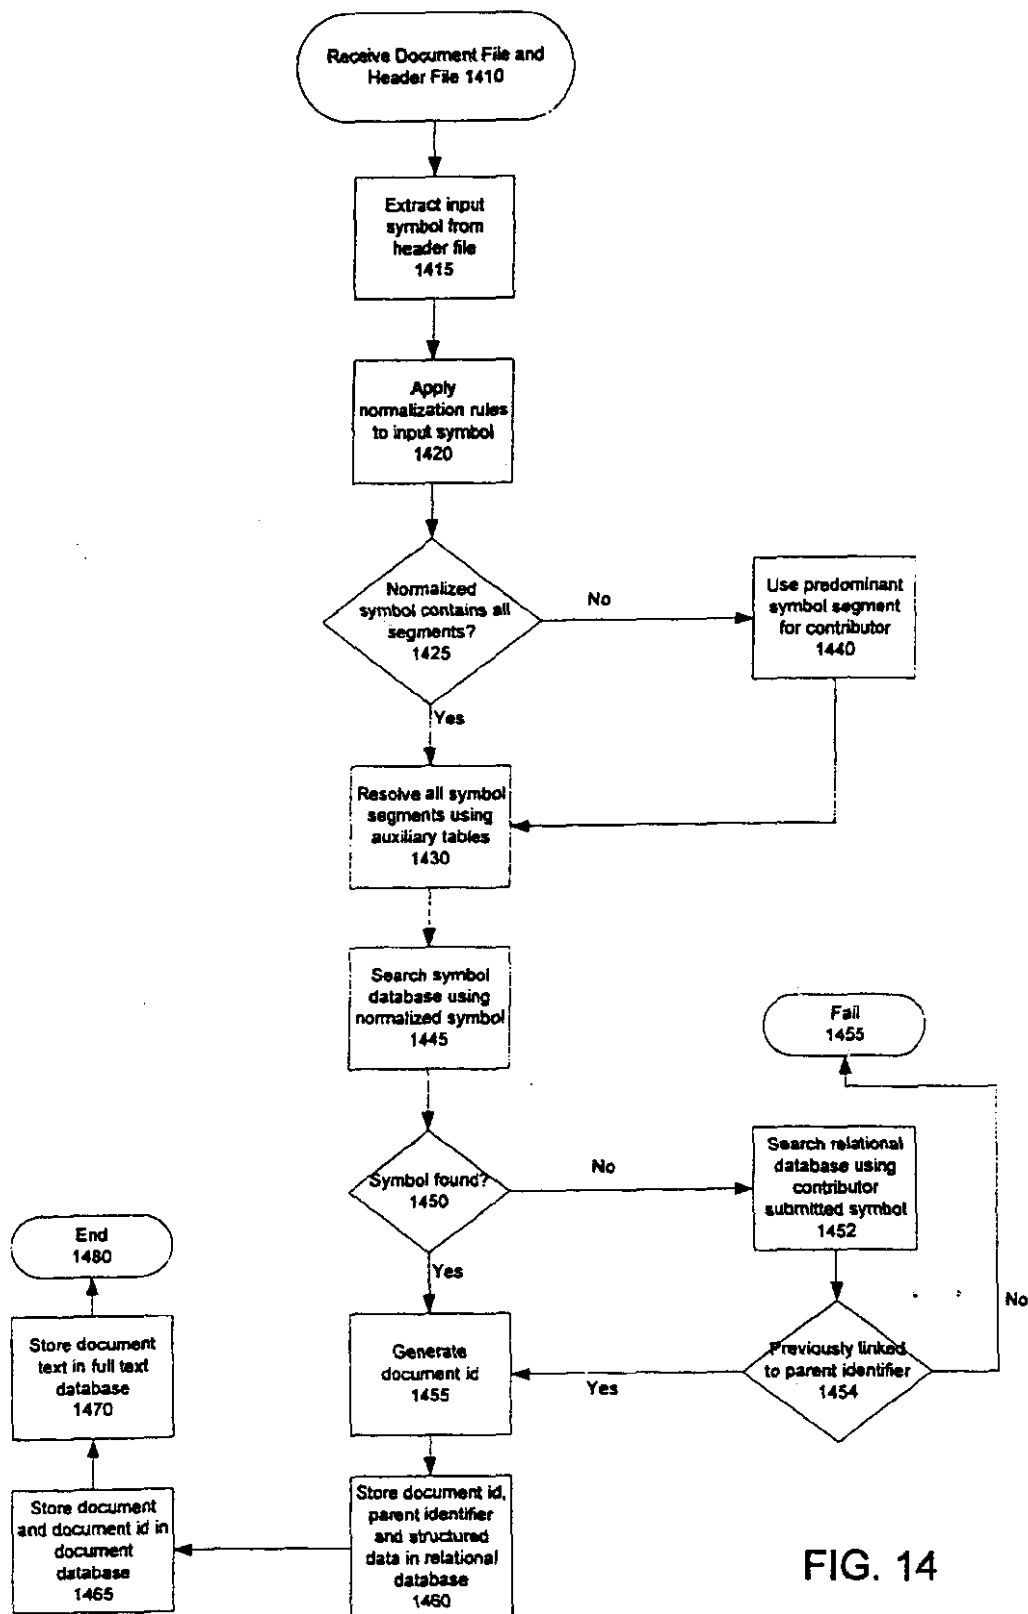 Receive Document File and
Header File 1410
Extract input
symbol from
header file
1415
Apply
normalization rules
to input symbol
1420
Normalized
symbol contains all
segments?
1425
No
Use predominant
symbol segment
for contributor
1440
Yes
Resolve all symbol
segments using
auxiliary tables
1430
Search symbol
database using
normalized symbol
1445
Fail
1455
Symbol found?
1450
No
Search relational
database using
contributor
submitted symbol
1452
Yes
No
Previously linked
to parent identifier
1454
Yes
Generate
document id
1455
Store document id,
parent identifier
and structured
data in relational
database
1460
Store document
and document id in
document
database
1465
Store document
text in full text
database
1470
End
1480
FIG. 14